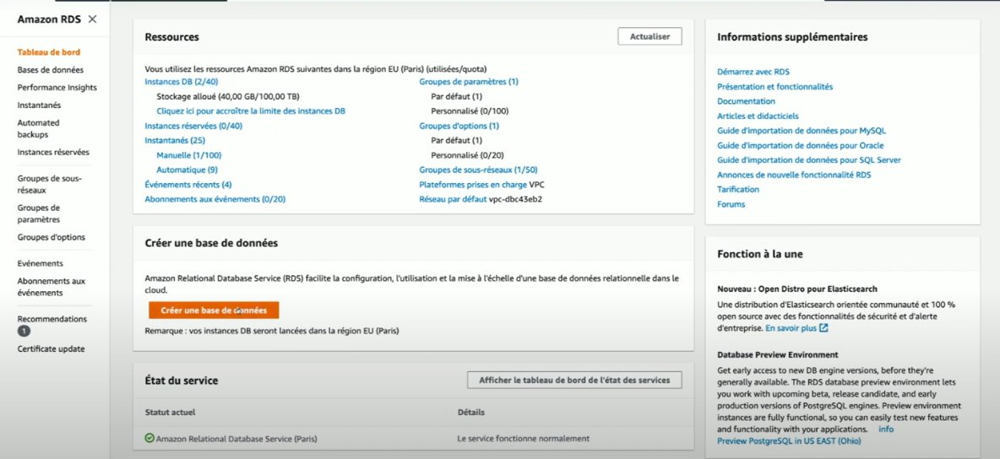 Amazon RDS
Tableau de bord
Bases de données
Performance Insights
Instantanés
Automated
backups
Instances réservées
Groupes de sous-
réseaux
Groupes de
paramètres
Groupes d'options
Evénements
Abonnements aux
événements
Recommendations
1
Certificate update
Ressources
Actualiser
Vous utilisez les ressources Amazon RDS suivantes dans la région EU (Paris) (utilisées/quota)
Instances DB (2/40)
Stockage alloué (40,00 GB/100,00 TB)
Cliquez ici pour accroître la limite des instances DB
Instances réservées (0/40)
Instantanés (25)
Manuelle (1/100)
Automatique (9)
Événements récents (4)
Abonnements aux événements (0/20)
Groupes de paramètres (1)
Par défaut (1)
Personnalisé (0/100)
Groupes d'options (1)
Par défaut (1)
Personnalisé (0/20)
Groupes de sous-réseaux (1/50)
Plateformes prises en charge VPC
Réseau par défaut vpc-dbc43eb2
Créer une base de données
Amazon Relational Database Service (RDS) facilite la configuration, l'utilisation et la mise à l'échelle d'une base de données relationnelle dans le
cloud.
Créer une base de données
Remarque : vos instances DB seront lancées dans la région EU (Paris)
État du service
Afficher le tableau de bord de l'état des services
Statut actuel
Détails
Amazon Relational Database Service (Paris)
Le service fonctionne normalement
Informations supplémentaires
Démarrez avec RDS
Présentation et fonctionnalités
Documentation
Articles et didacticiels
Guide d'importation de données pour MySQL
Guide d'importation de données pour Oracle
Guide d'importation de données pour SQL Server
Annonces de nouvelle fonctionnalité RDS
Tarification
Forums
Fonction à la une
Nouveau : Open Distro pour Elasticsearch
Une distribution d'Elasticsearch orientée communauté et 100 %
open source avec des fonctionnalités de sécurité et d'alerte
d'entreprise. En savoir plus
Database Preview Environment
Get early access to new DB engine versions, before they're
generally available. The RDS database preview environment lets
you work with upcoming beta, release candidate, and early
production versions of PostgreSQL engines. Preview environment
instances are fully functional, so you can easily test new features
and functionality with your applications. info
Preview PostgreSQL in US EAST (Ohio)